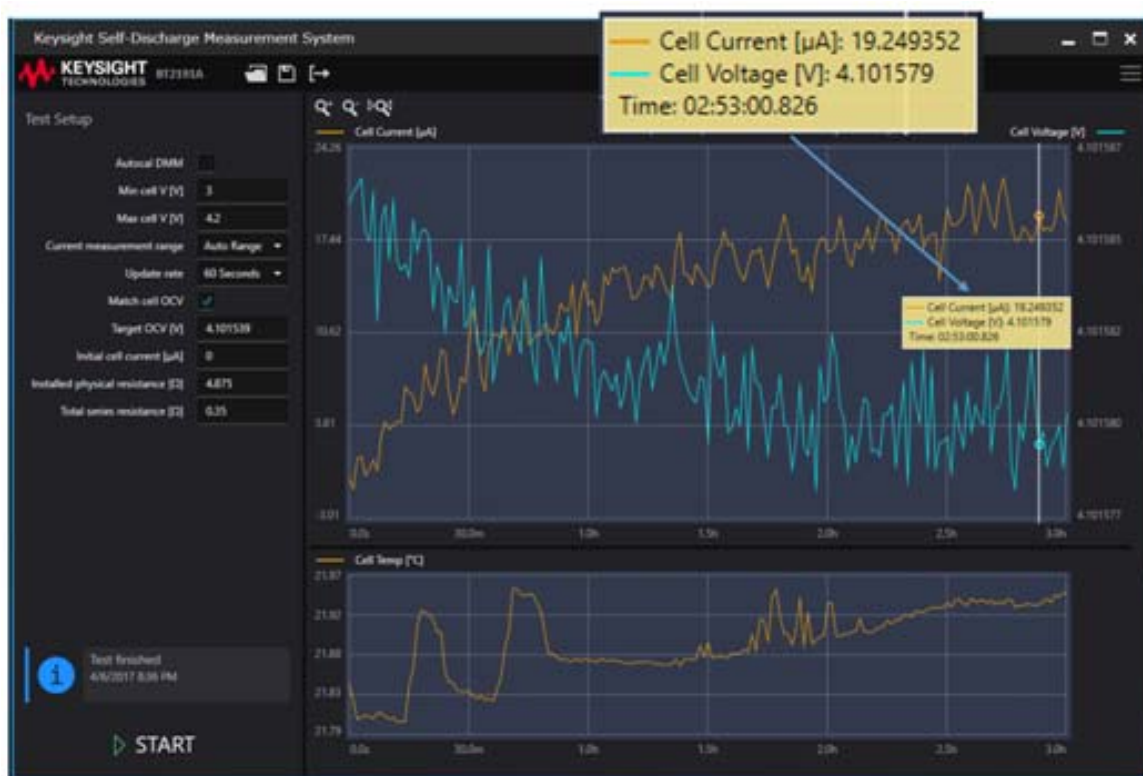 Keysight Self-Discharge Measurement System
KEYSIGHT
TECHNOLOGIES
BT2191A
Cell Current [µA]: 19.249352
Cell Voltage [V]: 4.101579
Time: 02:53:00.826
Test Setup
Autocal DMM
Min cell V [V] 3
Max cell V [V] 4.2
Current measurement range Auto Range
Update rate 60 Seconds
Match cell OCV
Target OCV [V] 4.101539
Initial cell current [µA] 0
Installed physical resistance [Ω] 4.875
Total series resistance [Ω] 0.35
Cell Current [µA]
Cell Voltage [V]
24.26
17.44
10.62
3.81
-3.01
4.101587
4.101585
4.101582
4.101580
4.101577
Cell Current [µA]: 19.249352
Cell Voltage [V]: 4.101579
Time: 02:53:00.826
0.0s 30.0m 1.0h 1.5h 2.0h 2.5h 3.0h
Cell Temp [°C]
21.97
21.92
21.88
21.83
21.79
0.0s 30.0m 1.0h 1.5h 2.0h 2.5h 3.0h
Test finished
4/6/2017 8:36 PM
START